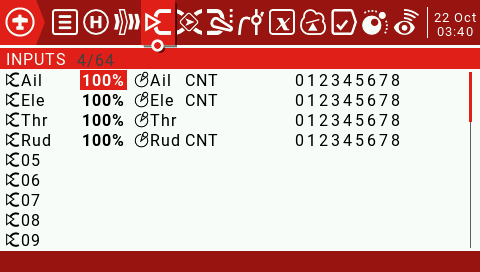 22 Oct
03:40
INPUTS 4/64
Ail 100% Ail CNT 012345678
Ele 100% Ele CNT 012345678
Thr 100% Thr 012345678
Rud 100% Rud CNT 012345678
05
06
07
08
09